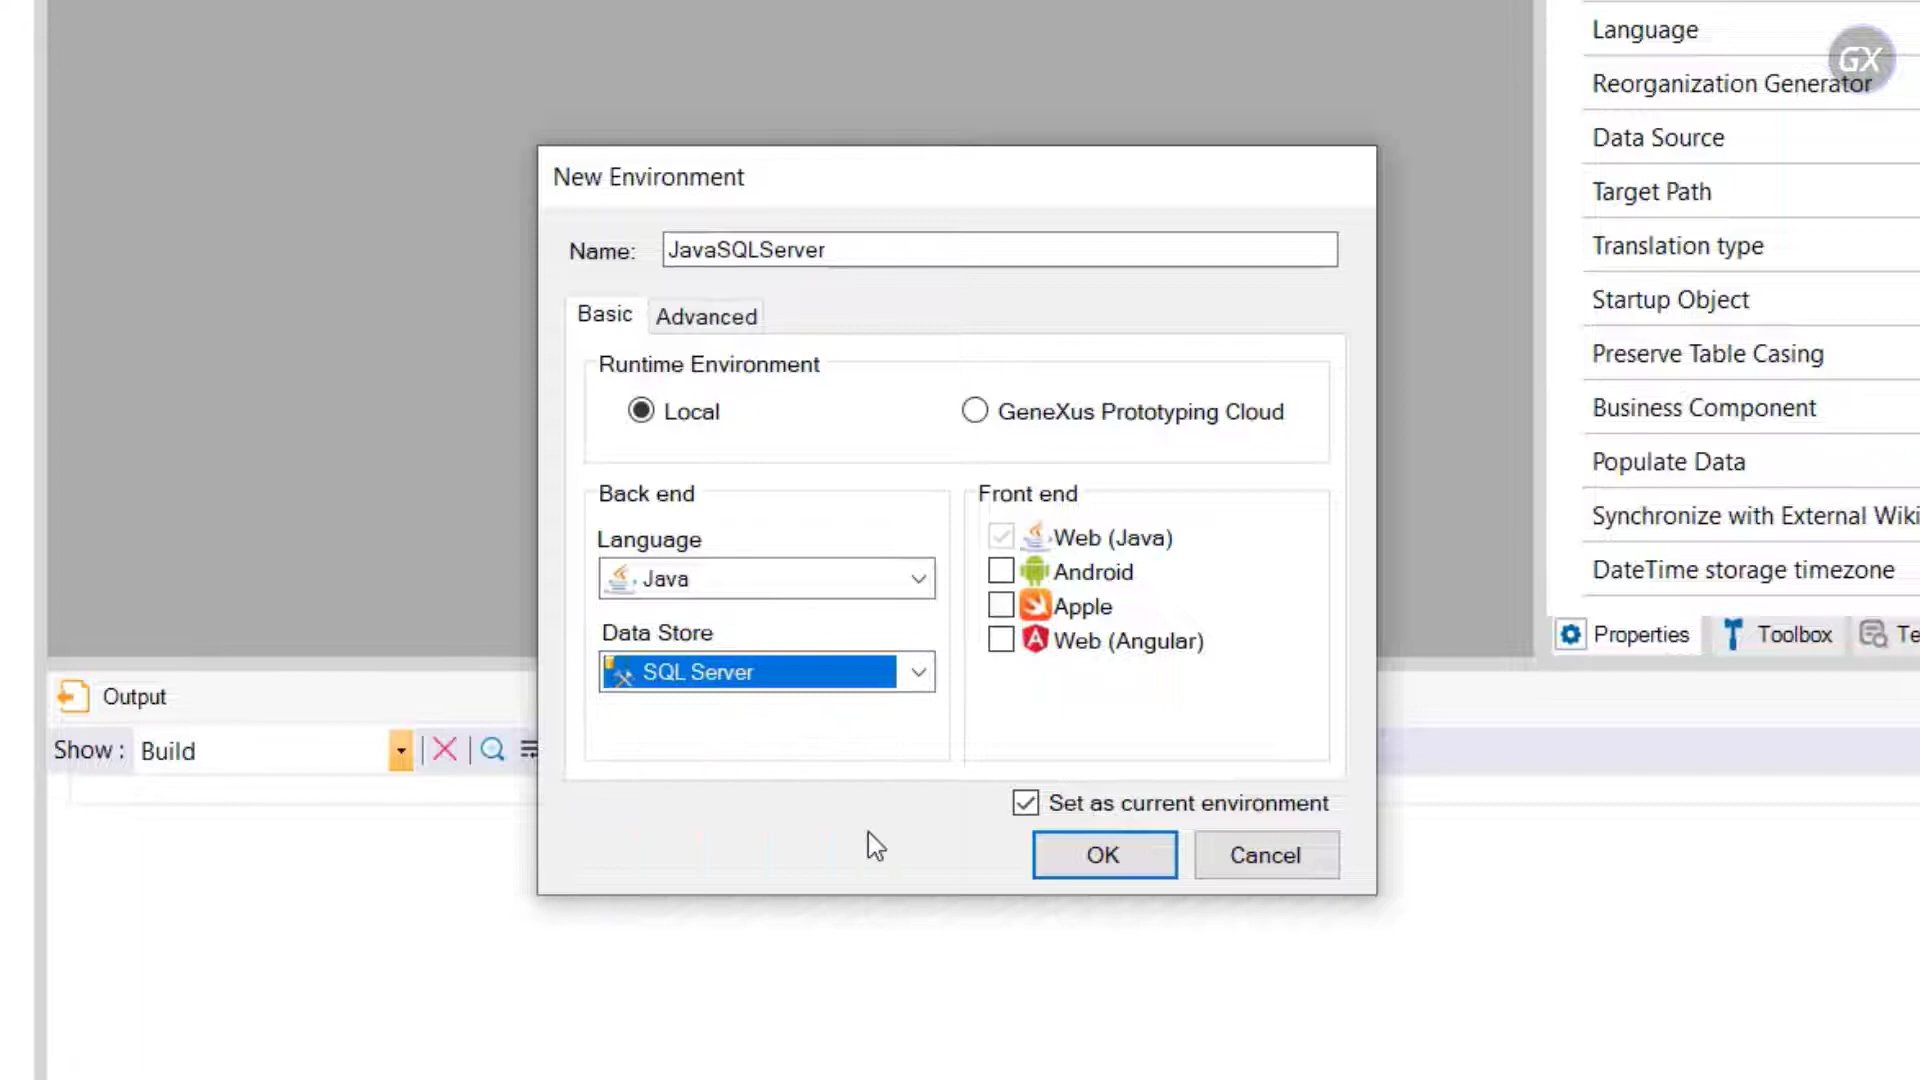 Language
GX
Reorganization Generator
Data Source
Target Path
Translation type
Startup Object
Preserve Table Casing
Business Component
Populate Data
Synchronize with External Wiki
DateTime storage timezone
Properties
Toolbox
Te
New Environment
Name: JavaSQLServer
Basic
Advanced
Runtime Environment
Local
GeneXus Prototyping Cloud
Back end
Language
Java
Data Store
SQL Server
Front end
Web (Java)
Android
Apple
Web (Angular)
Set as current environment
OK
Cancel
Output
Show : Build